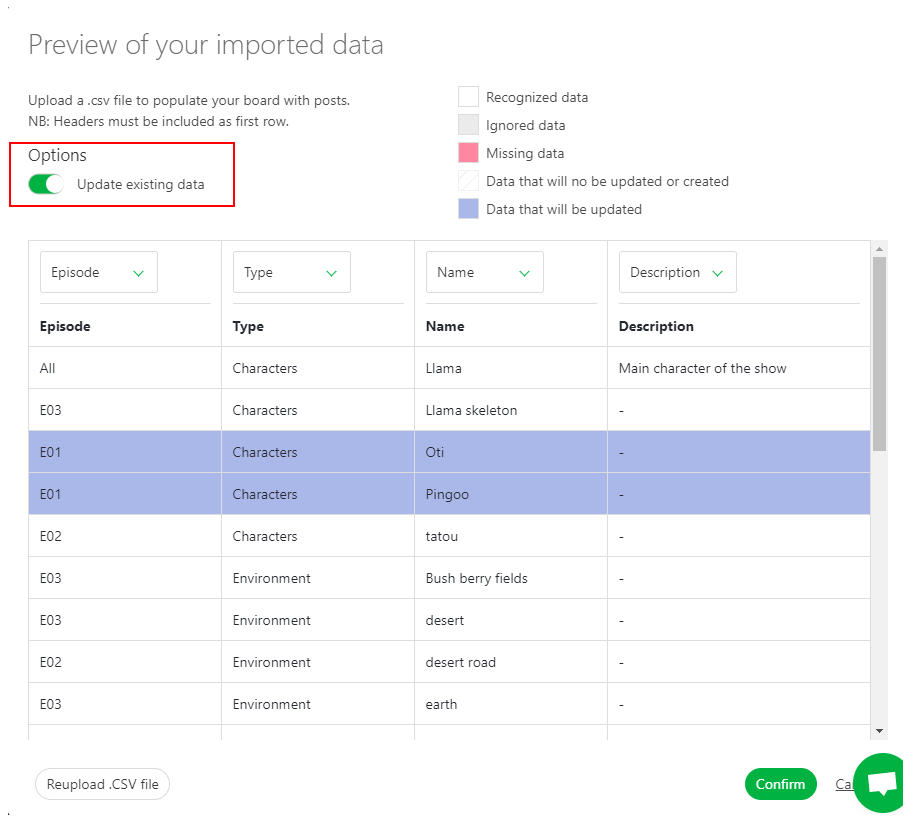 Preview of your imported data
Upload a .csv file to populate your board with posts.
NB: Headers must be included as first row.
Options
Update existing data
Recognized data
Ignored data
Missing data
Data that will no be updated or created
Data that will be updated
Episode Type Name Description
Episode Type Name Description
All Characters Llama Main character of the show
E03 Characters Llama skeleton -
E01 Characters Oti -
E01 Characters Pingoo -
E02 Characters tatou -
E03 Environment Bush berry fields -
E03 Environment desert -
E02 Environment desert road -
E03 Environment earth -
Reupload .CSV file Confirm